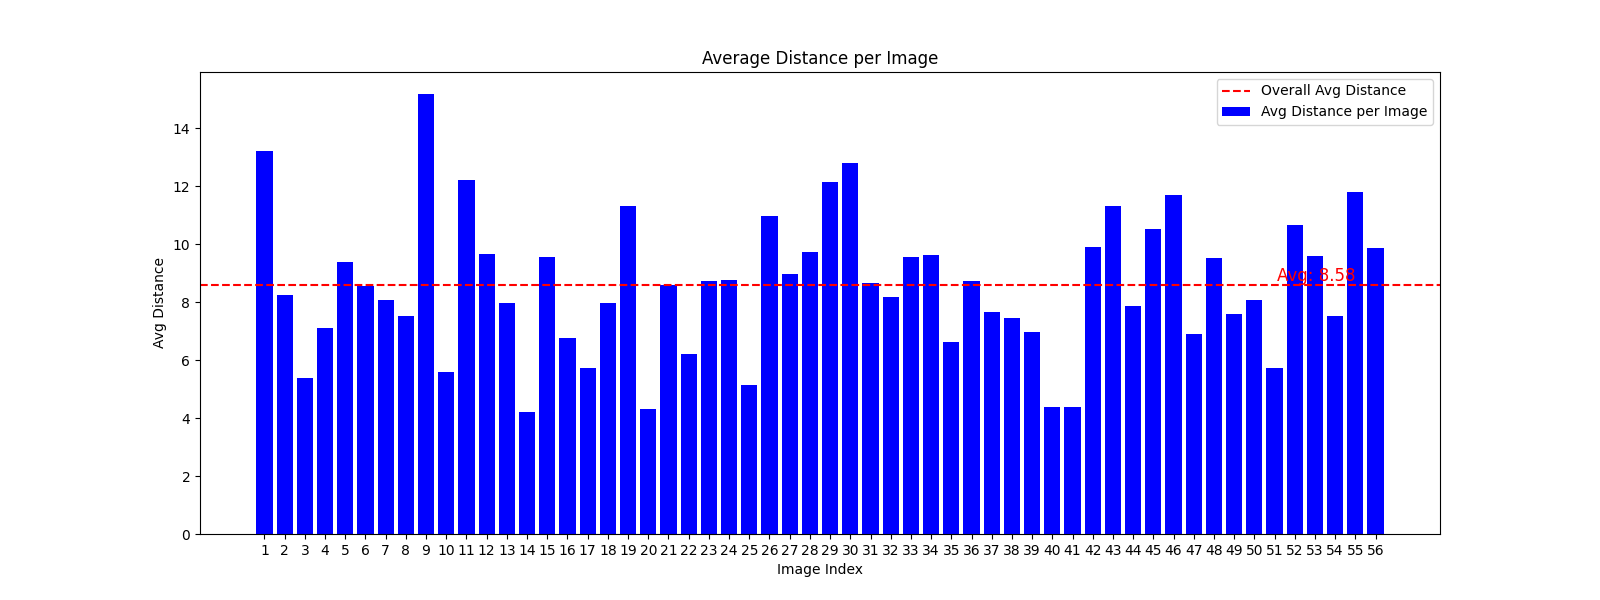 Average Distance per Image
Overall Avg Distance
Avg Distance per Image
14
12
10
8
6
4
2
0
Avg Distance
Avg: 8.58
1 2 3 4 5 6 7 8 9 10 11 12 13 14 15 16 17 18 19 20 21 22 23 24 25 26 27 28 29 30 31 32 33 34 35 36 37 38 39 40 41 42 43 44 45 46 47 48 49 50 51 52 53 54 55 56
Image Index